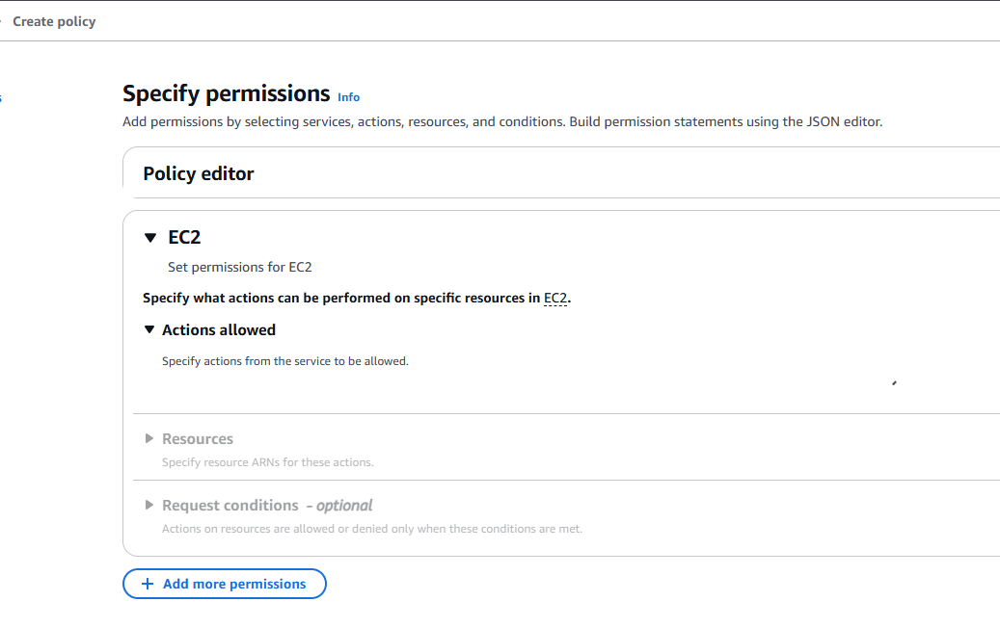 Create policy
Specify permissions Info
Add permissions by selecting services, actions, resources, and conditions. Build permission statements using the JSON editor.
Policy editor
EC2
Set permissions for EC2
Specify what actions can be performed on specific resources in EC2.
Actions allowed
Specify actions from the service to be allowed.
Resources
Specify resource ARNs for these actions.
Request conditions - optional
Actions on resources are allowed or denied only when these conditions are met.
+ Add more permissions